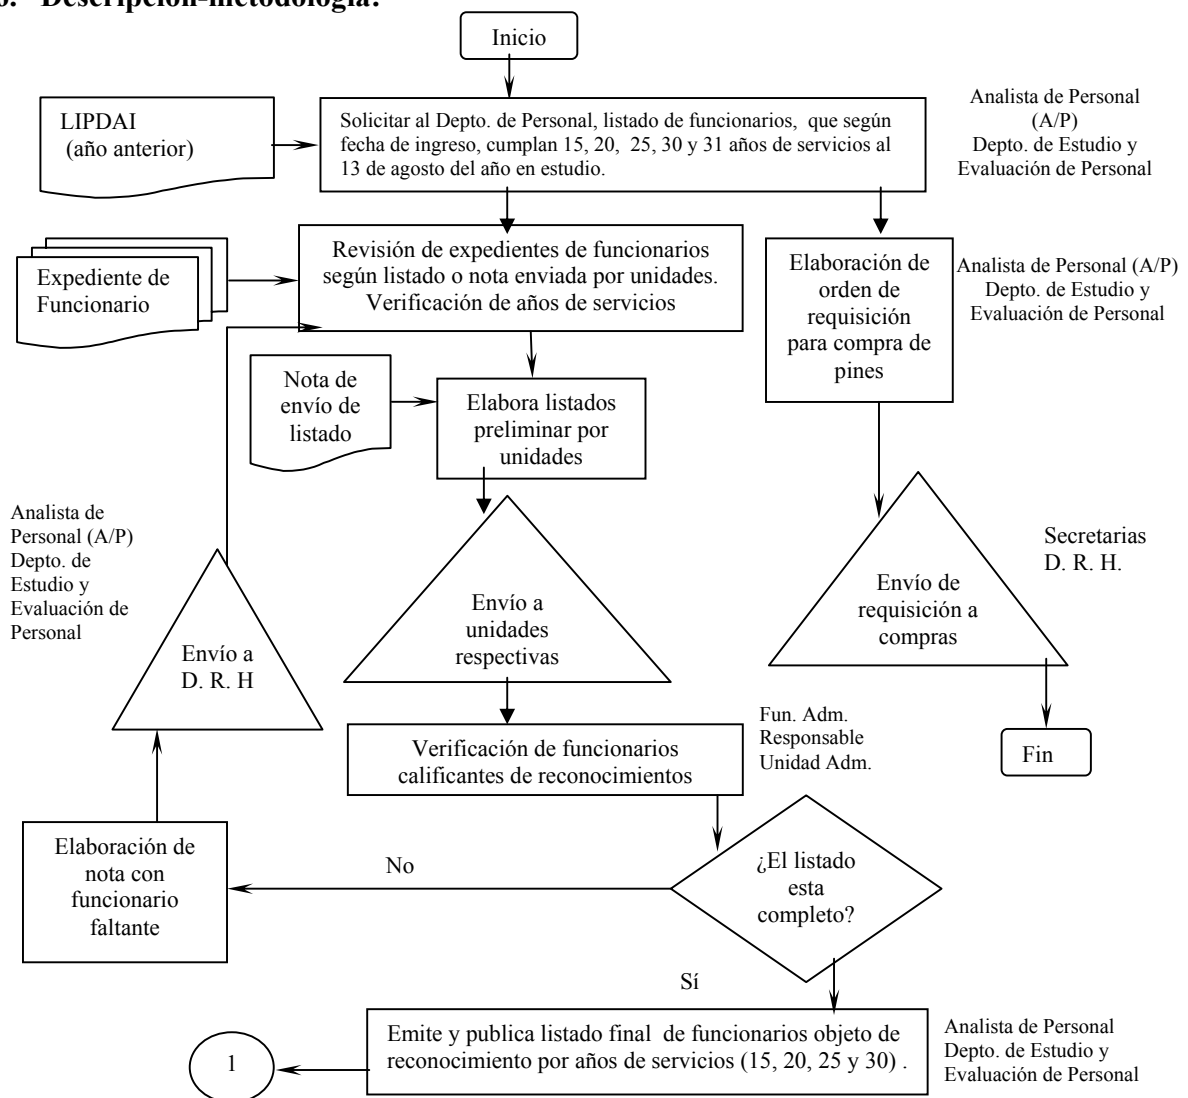 6. Descripción-metodología:
Inicio
LIPDAI
(año anterior)
Solicitar al Depto. de Personal, listado de funcionarios, que según
fecha de ingreso, cumplan 15, 20, 25, 30 y 31 años de servicios al
13 de agosto del año en estudio.
Analista de Personal
(A/P)
Depto. de Estudio y
Evaluación de Personal
Expediente de
Funcionario
Revisión de expedientes de funcionarios
según listado o nota enviada por unidades.
Verificación de años de servicios
Elaboración de
orden de
requisición
para compra de
pines
Analista de Personal (A/P)
Depto. de Estudio y
Evaluación de Personal
Nota de
envío de
listado
Elabora listados
preliminar por
unidades
Analista de
Personal (A/P)
Depto. de
Estudio y
Evaluación de
Personal
Envío a
D. R. H
Envío a
unidades
respectivas
Envío de
requisición a
compras
Secretarias
D. R. H.
Verificación de funcionarios
calificantes de reconocimientos
Fun. Adm.
Responsable
Unidad Adm.
Fin
Elaboración de
nota con
funcionario
faltante
No
¿El listado
esta
completo?
Sí
1
Emite y publica listado final de funcionarios objeto de
reconocimiento por años de servicios (15, 20, 25 y 30) .
Analista de Personal
Depto. de Estudio y
Evaluación de Personal